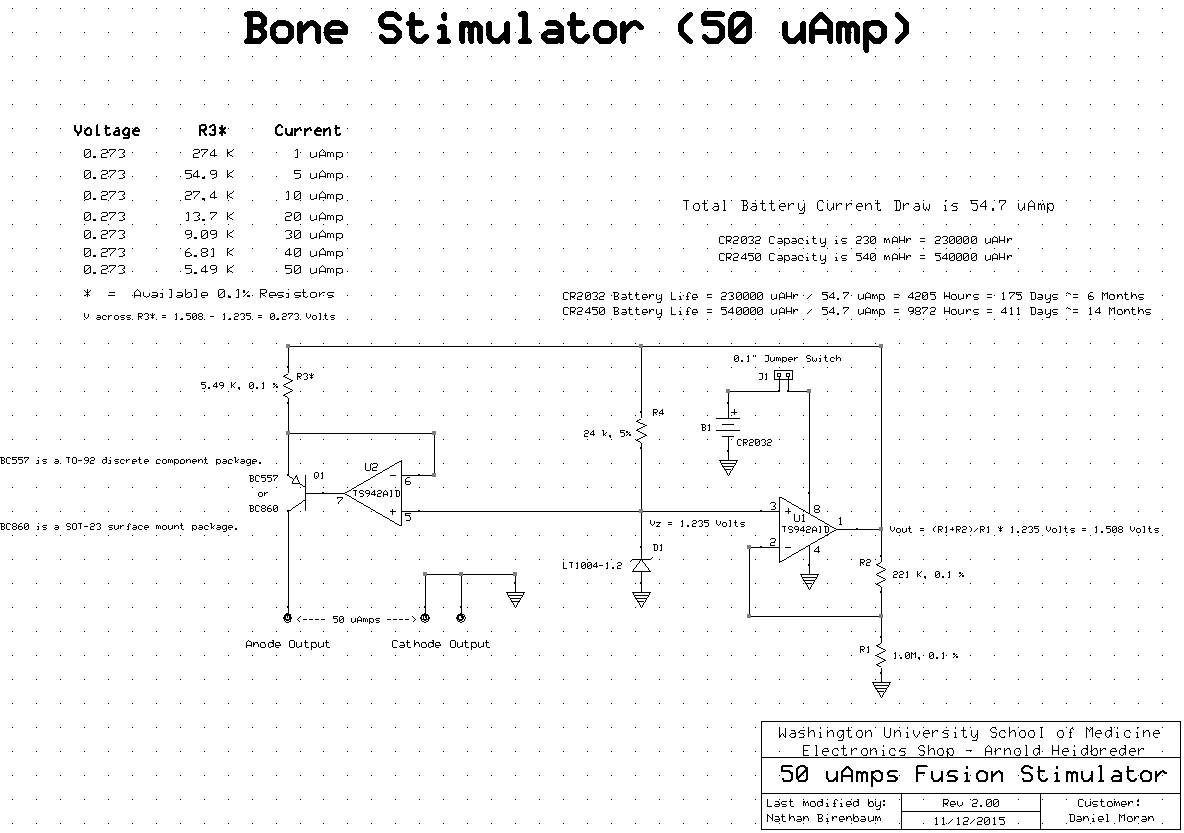 Bone Stimulator (50 uAmp)
Voltage R3* Current
0.273 274 K 1 uAmp
0.273 54.9 K 5 uAmp
0.273 27.4 K 10 uAmp
0.273 13.7 K 20 uAmp
0.273 9.09 K 30 uAmp
0.273 6.81 K 40 uAmp
0.273 5.49 K 50 uAmp
* = Available 0.1% Resistors
V across R3* = 1.508 - 1.235 = 0.273 Volts
Total Battery Current Draw is 54.7 uAmp
CR2032 Capacity is 230 mAHr = 230000 uAHr
CR2450 Capacity is 540 mAHr = 540000 uAHr
CR2032 Battery Life = 230000 uAHr / 54.7 uAmp = 4205 Hours = 175 Days ~= 6 Months
CR2450 Battery Life = 540000 uAHr / 54.7 uAmp = 9872 Hours = 411 Days ~= 14 Months
0.1" Jumper Switch
J1
5.49 K, 0.1 %
R3*
R4
24 k, 5%
B1
+
CR2032
BC557 is a TO-92 discrete component package.
BC557
or
BC860
Q1
BC860 is a SOT-23 surface mount package.
U2
TS942AID
-
6
7
+
5
Vz = 1.235 Volts
D1
LT1004-1.2
3
+
U1
TS942AID
8
1
2
-
4
Vout = (R1+R2)/R1 * 1.235 Volts = 1.508 Volts
R2
221 K, 0.1 %
R1
1.0M, 0.1 %
<---- 50 uAmps ---->
Anode Output
Cathode Output
Washington University School of Medicine
Electronics Shop - Arnold Heidbreder
50 uAmps Fusion Stimulator
Last modified by:
Nathan Birenbaum
Rev 2.00
11/12/2015
Customer:
Daniel Moran